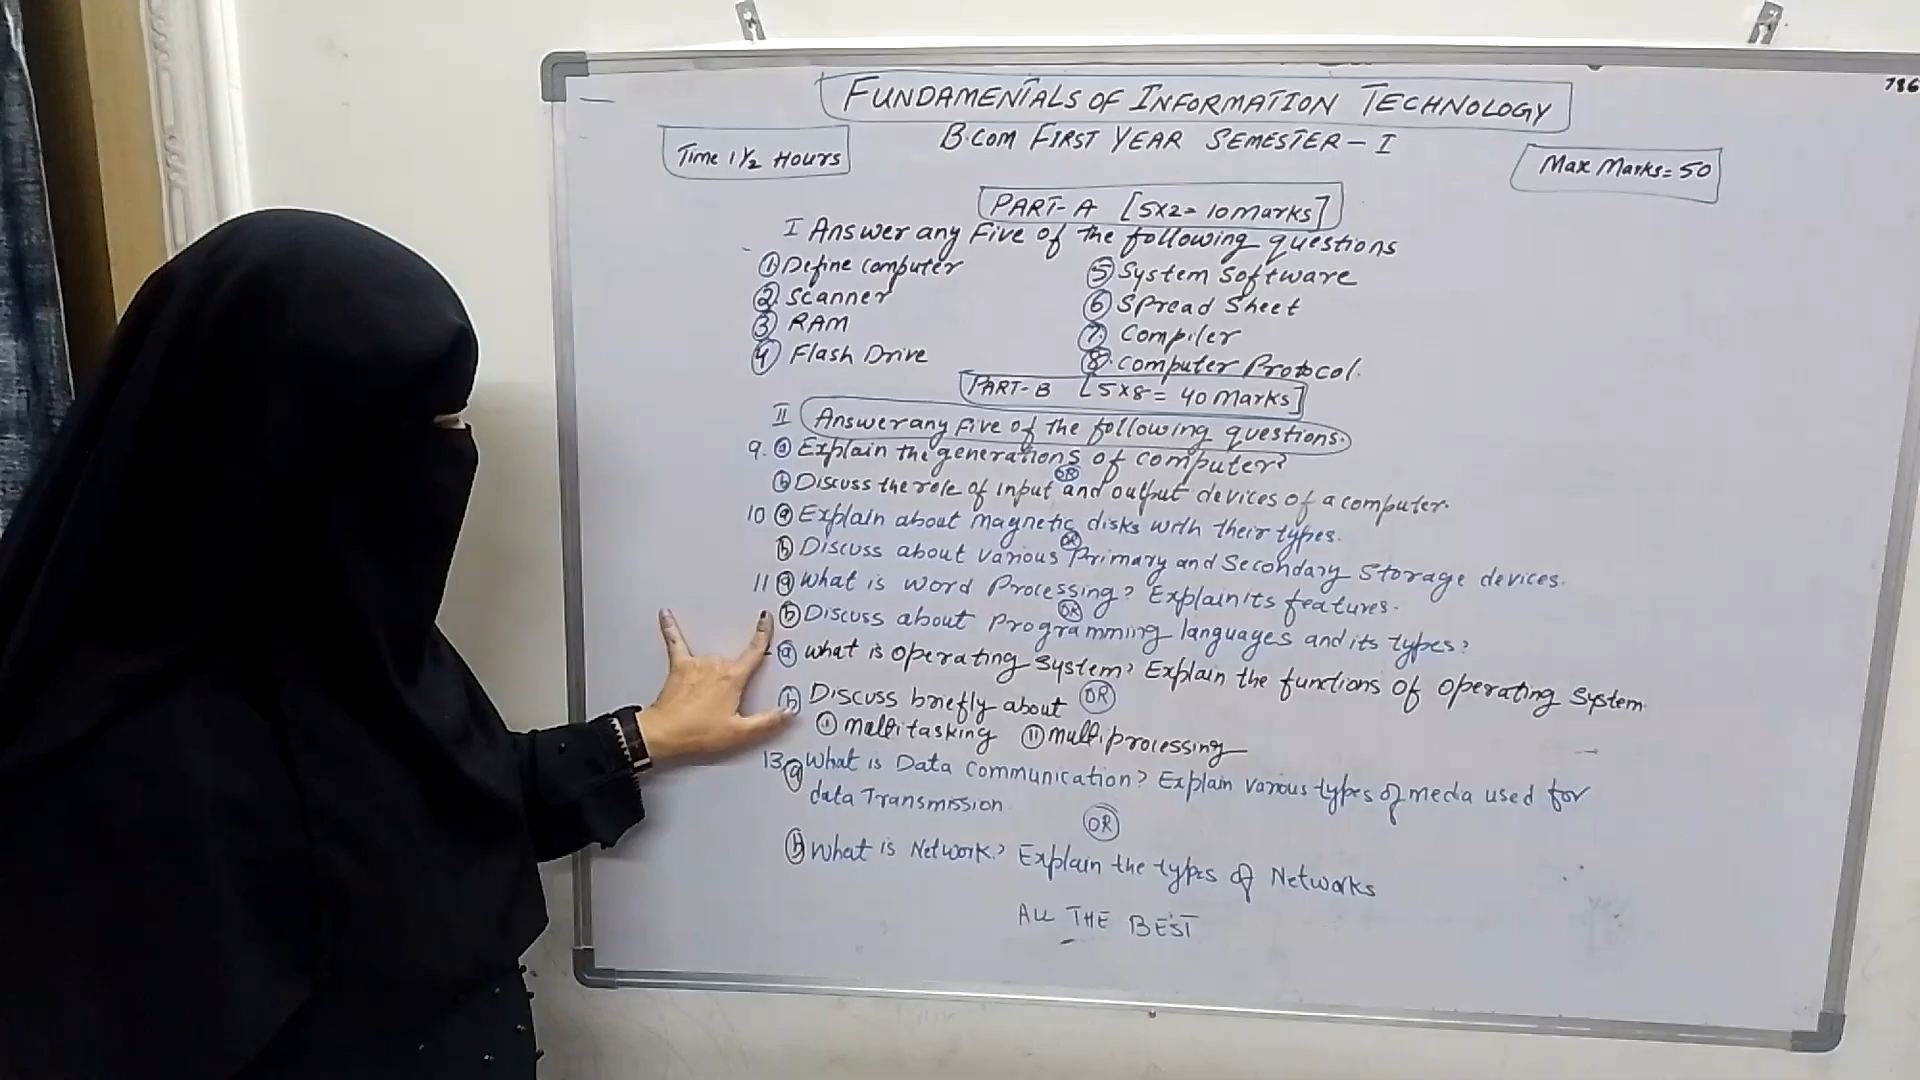 786
FUNDAMENTALS OF INFORMATION TECHNOLOGY
B.COM FIRST YEAR SEMESTER - I
Time 1 1/2 Hours
Max Marks = 50
PART-A [5x2=10 Marks]
I Answer any Five of the following questions
① Define computer
② Scanner
③ RAM
④ Flash Drive
⑤ System Software
⑥ Spread Sheet
⑦ Compiler
⑧ Computer Protocol.
PART-B [5x8 = 40 Marks]
II Answer any Five of the following questions.
9. ⓐ Explain the generations of computer?
OR
ⓑ Discuss the role of input and output devices of a computer.
10 ⓐ Explain about magnetic disks with their types.
OR
ⓑ Discuss about various Primary and Secondary Storage devices.
11 ⓐ What is Word Processing? Explain its features.
OR
ⓑ Discuss about Programming languages and its types?
ⓐ What is Operating System? Explain the functions of Operating System
OR
ⓑ Discuss briefly about
① multitasking ⑪ multiprocessing
13. ⓐ What is Data Communication? Explain various types of media used for
data Transmission
OR
ⓑ What is Network? Explain the types of Networks
ALL THE BEST